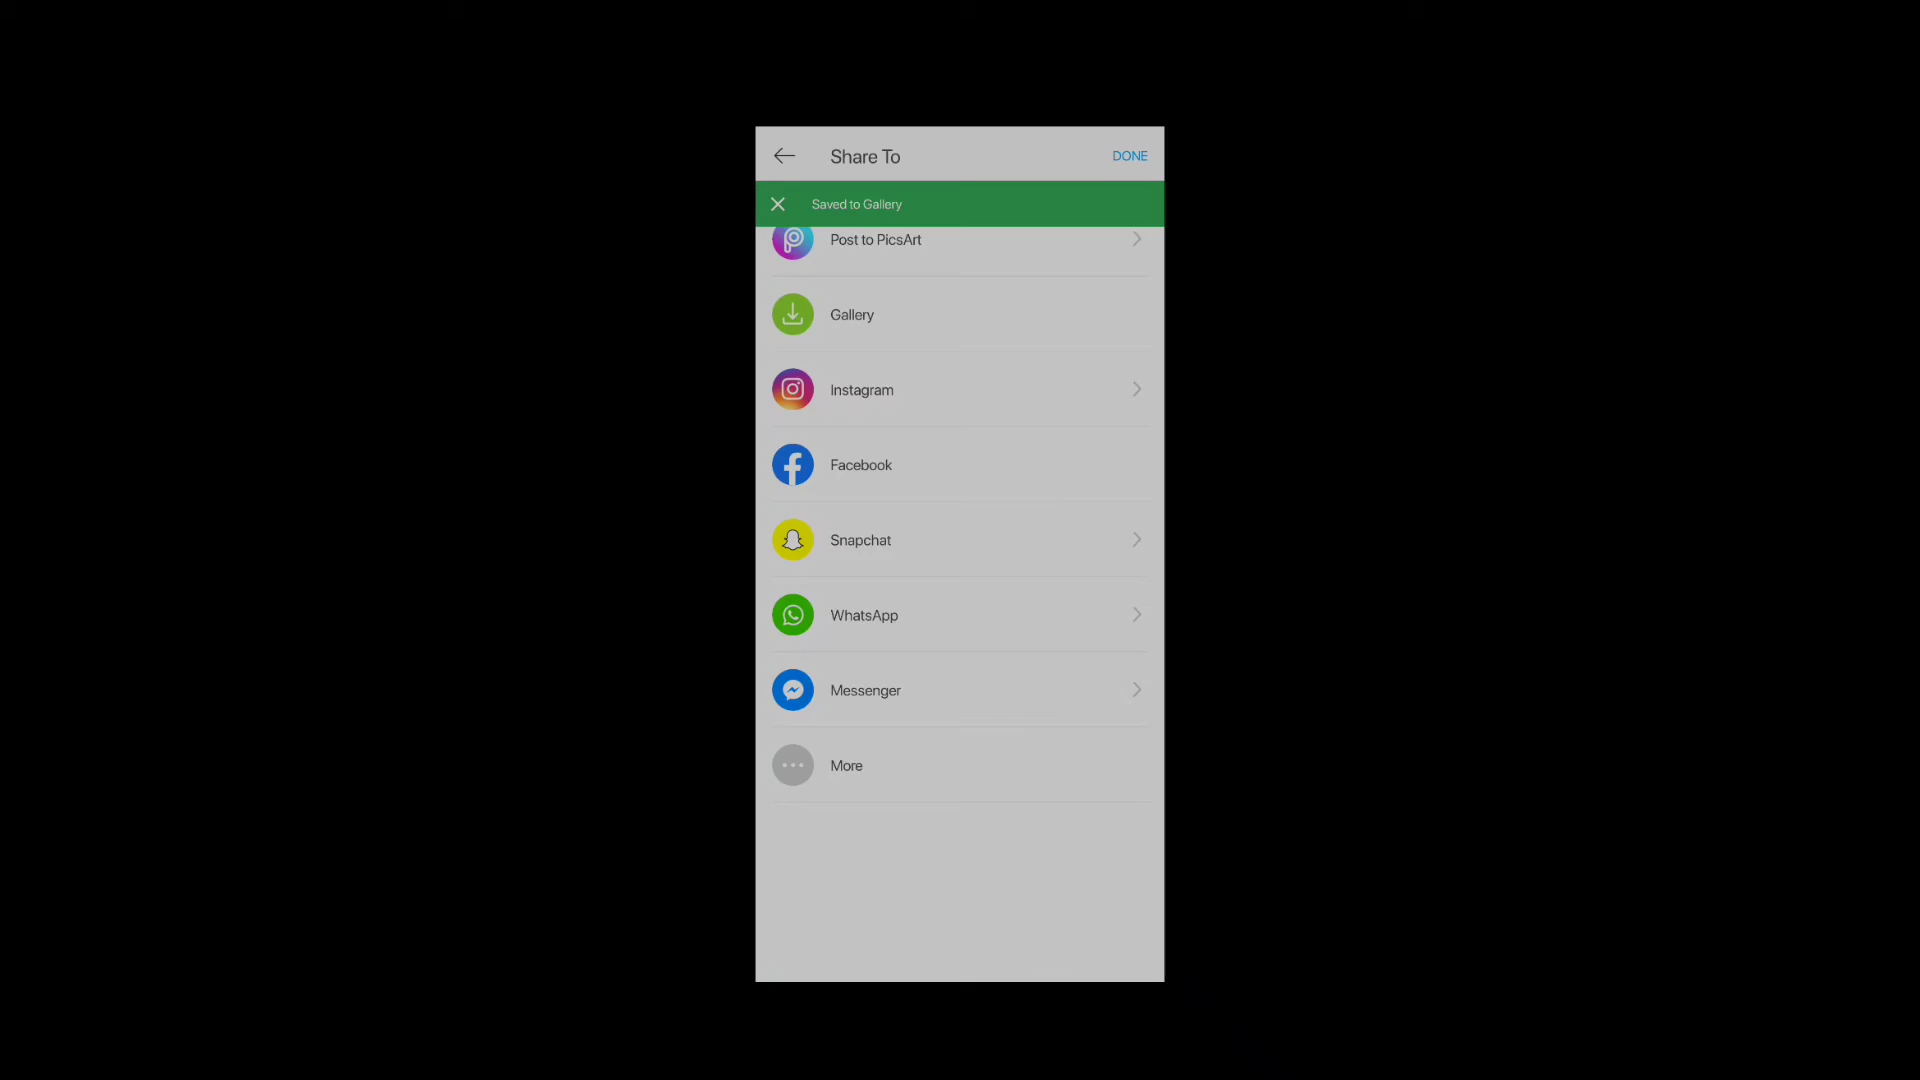 Share To
DONE
Saved to Gallery
Post to PicsArt
Gallery
Instagram
Facebook
Snapchat
WhatsApp
Messenger
More